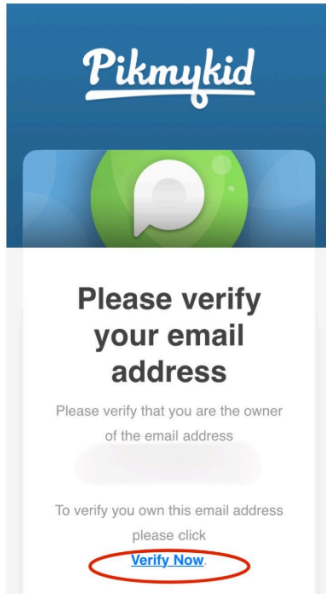 Pikmykid
Please verify
your email
address
Please verify that you are the owner
of the email address
To verify you own this email address
please click
Verify Now.